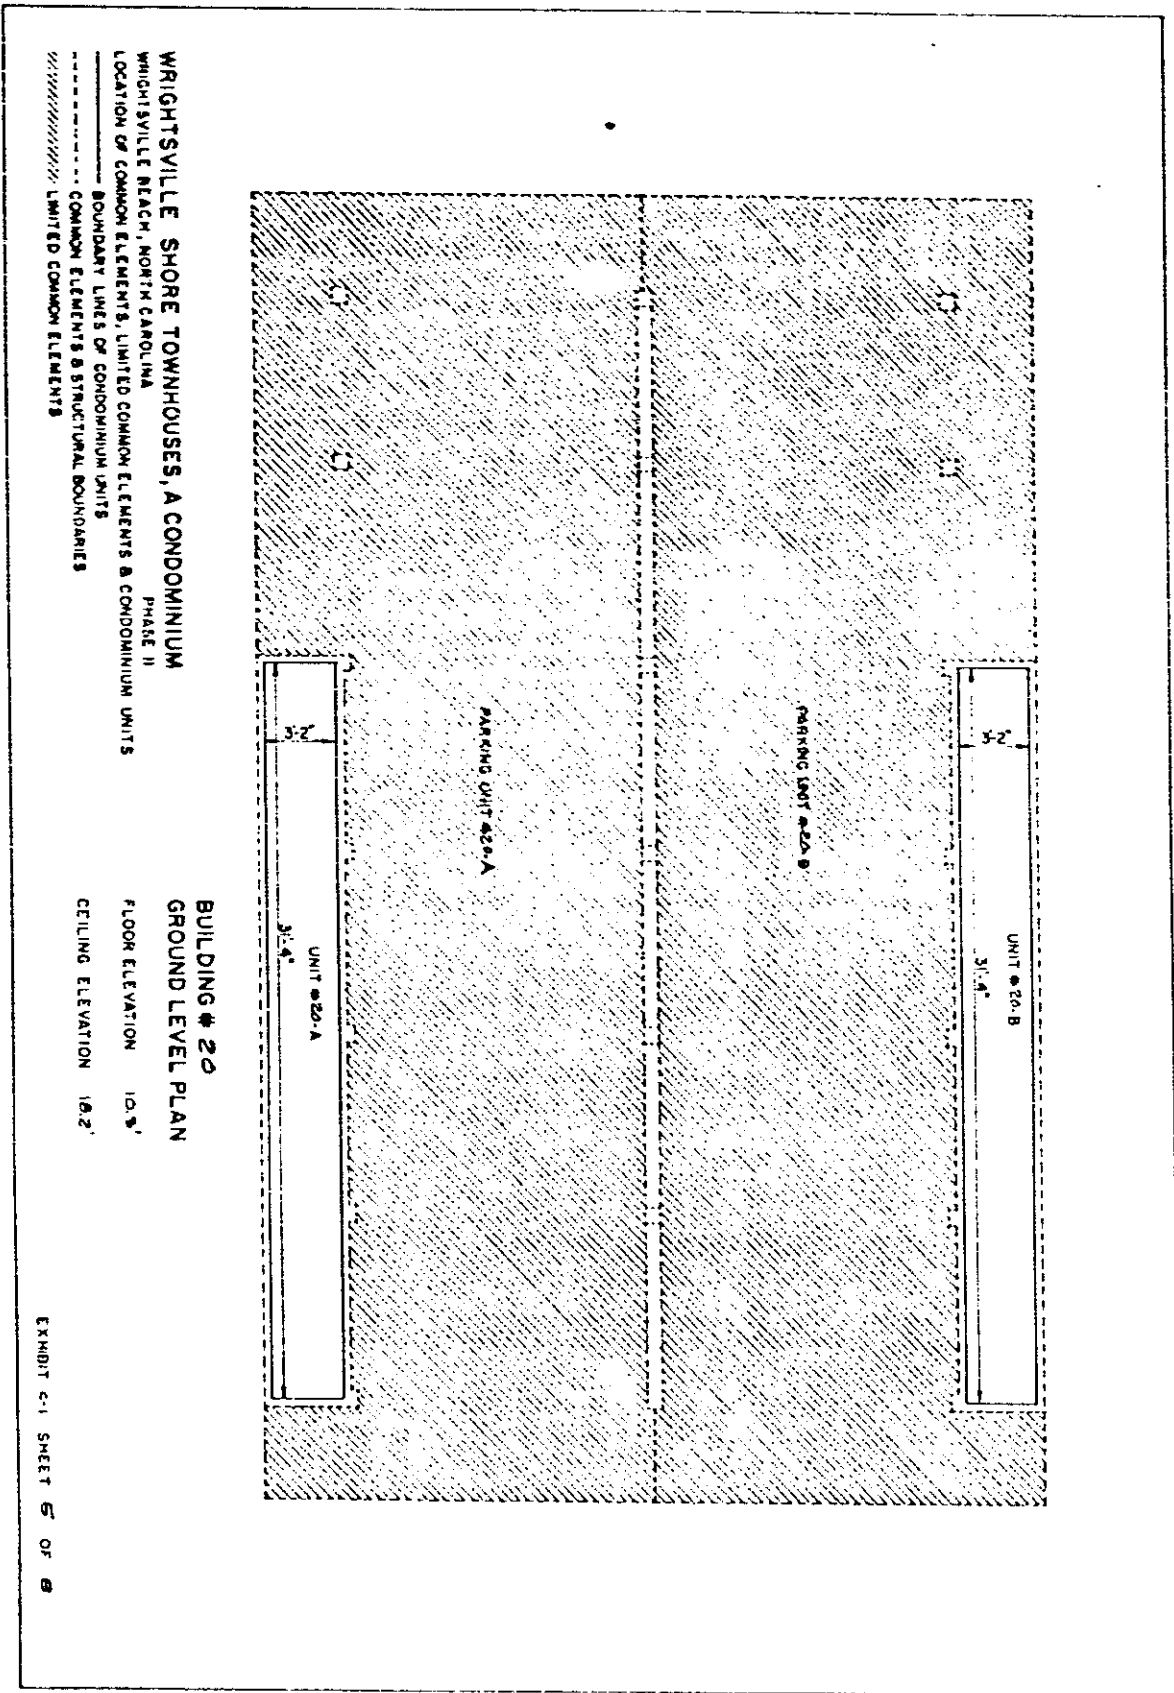 UNIT #20-B
31'-4"
3'-2"
PARKING UNIT #20-B
PARKING UNIT #20-A
3'-2"
UNIT #20-A
31'-4"
BUILDING # 20
GROUND LEVEL PLAN
FLOOR ELEVATION
CEILING ELEVATION 18.2'
WRIGHTSVILLE SHORE TOWNHOUSES, A CONDOMINIUM
WRIGHTSVILLE BEACH, NORTH CAROLINA PHASE II
LOCATION OF COMMON ELEMENTS, LIMITED COMMON ELEMENTS & CONDOMINIUM UNITS
BOUNDARY LINES OF CONDOMINIUM UNITS
COMMON ELEMENTS & STRUCTURAL BOUNDARIES
LIMITED COMMON ELEMENTS
EXHIBIT C-1 SHEET 5 OF